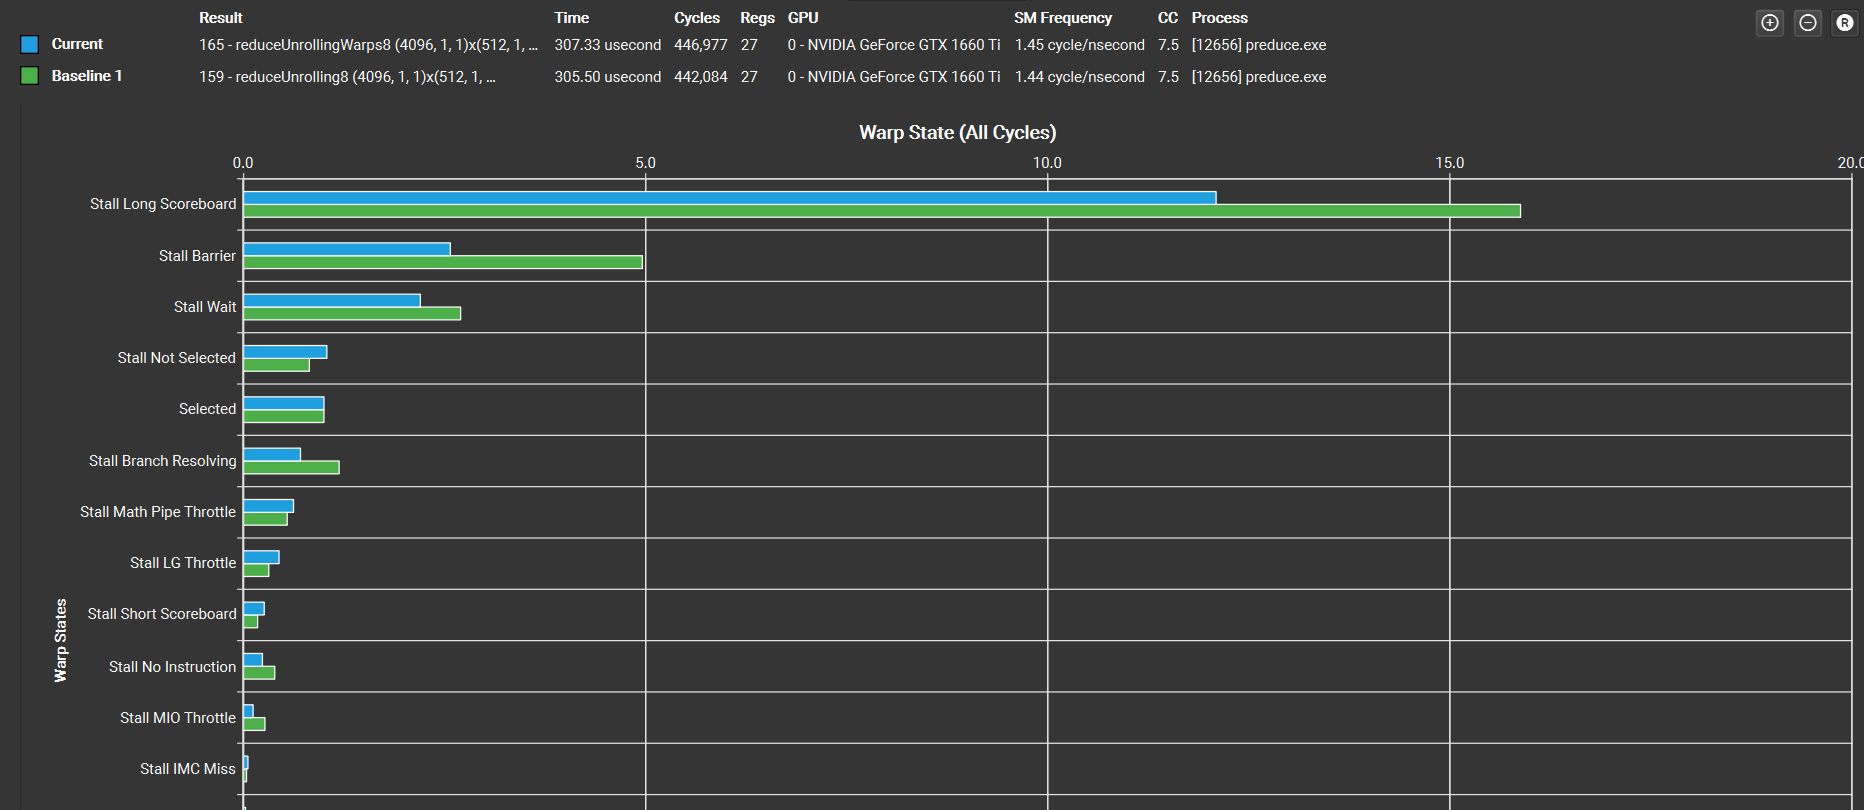 Result Time Cycles Regs GPU SM Frequency CC Process
Current 165 - reduceUnrollingWarps8 (4096, 1, 1)x(512, 1, ... 307.33 usecond 446,977 27 0 - NVIDIA GeForce GTX 1660 Ti 1.45 cycle/nsecond 7.5 [12656] preduce.exe
Baseline 1 159 - reduceUnrolling8 (4096, 1, 1)x(512, 1, ... 305.50 usecond 442,084 27 0 - NVIDIA GeForce GTX 1660 Ti 1.44 cycle/nsecond 7.5 [12656] preduce.exe
R
Warp State (All Cycles)
0.0 5.0 10.0 15.0 20.0
Stall Long Scoreboard
Stall Barrier
Stall Wait
Stall Not Selected
Selected
Stall Branch Resolving
Stall Math Pipe Throttle
Stall LG Throttle
Stall Short Scoreboard
Stall No Instruction
Stall MIO Throttle
Stall IMC Miss
Warp States